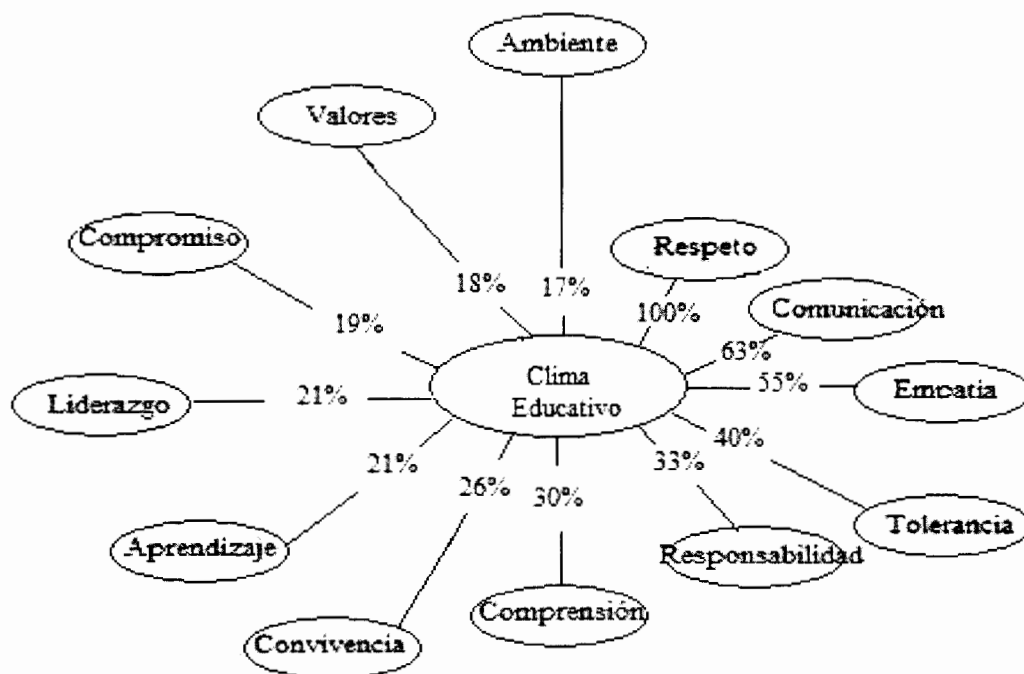 Ambiente
Valores
Compromiso
Respeto
18%
17%
100%
Comunicación
19%
63%
Clima
Educativo
55%
Empatia
Liderazgo
21%
40%
21%
26%
30%
33%
Tolerancia
Aprendizaje
Responsabilidad
Comprensión
Convivencia